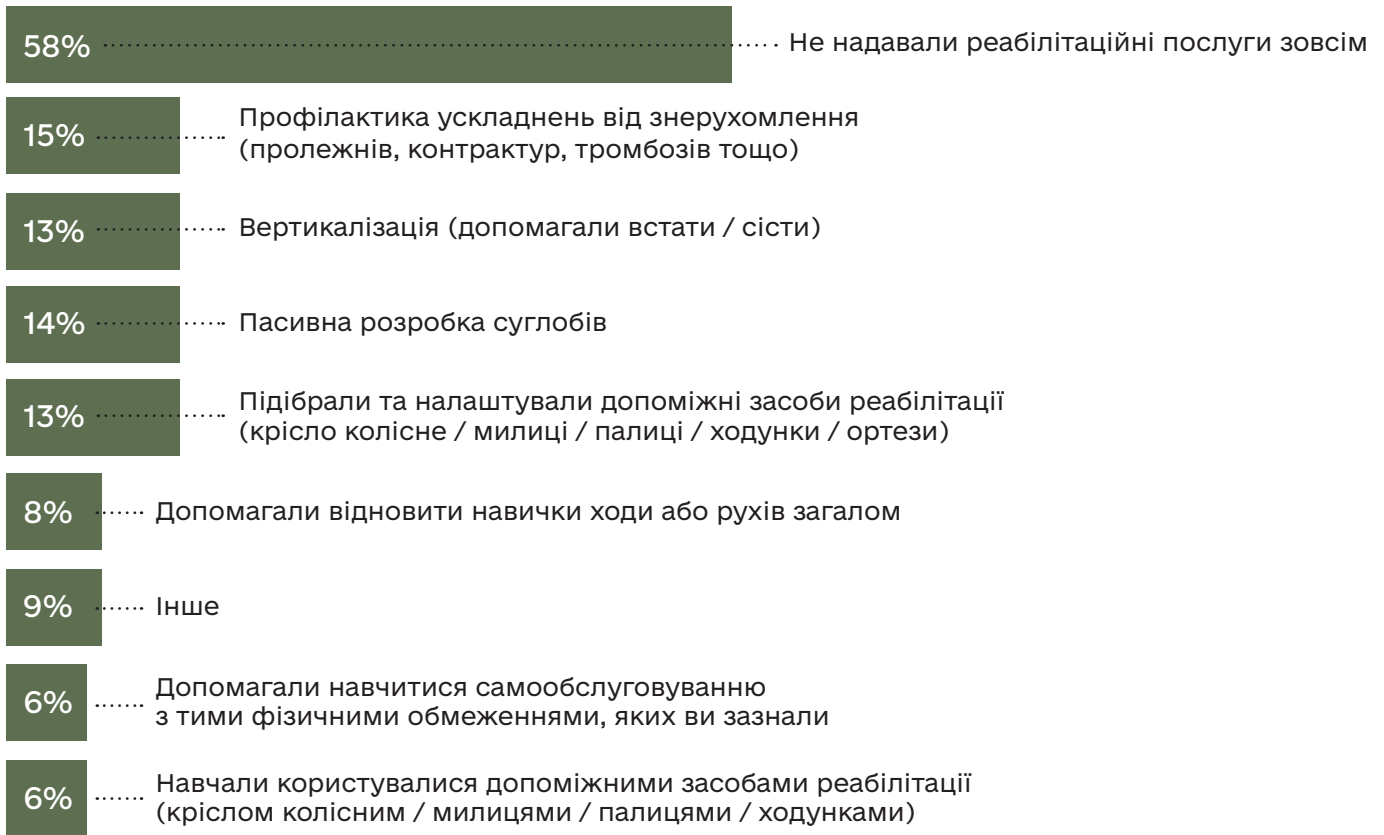 58% Не надавали реабілітаційні послуги зовсім
15% Профілактика ускладнень від знерухомлення
(пролежнів, контрактур, тромбозів тощо)
13% Вертикалізація (допомагали встати / сісти)
14% Пасивна розробка суглобів
13% Підібрали та налаштували допоміжні засоби реабілітації
(крісло колісне / милиці / палиці / ходунки / ортези)
8% Допомагали відновити навички ходи або рухів загалом
9% Інше
6% Допомагали навчитися самообслуговуванню
з тими фізичними обмеженнями, яких ви зазнали
6% Навчали користувалися допоміжними засобами реабілітації
(кріслом колісним / милицями / палицями / ходунками)